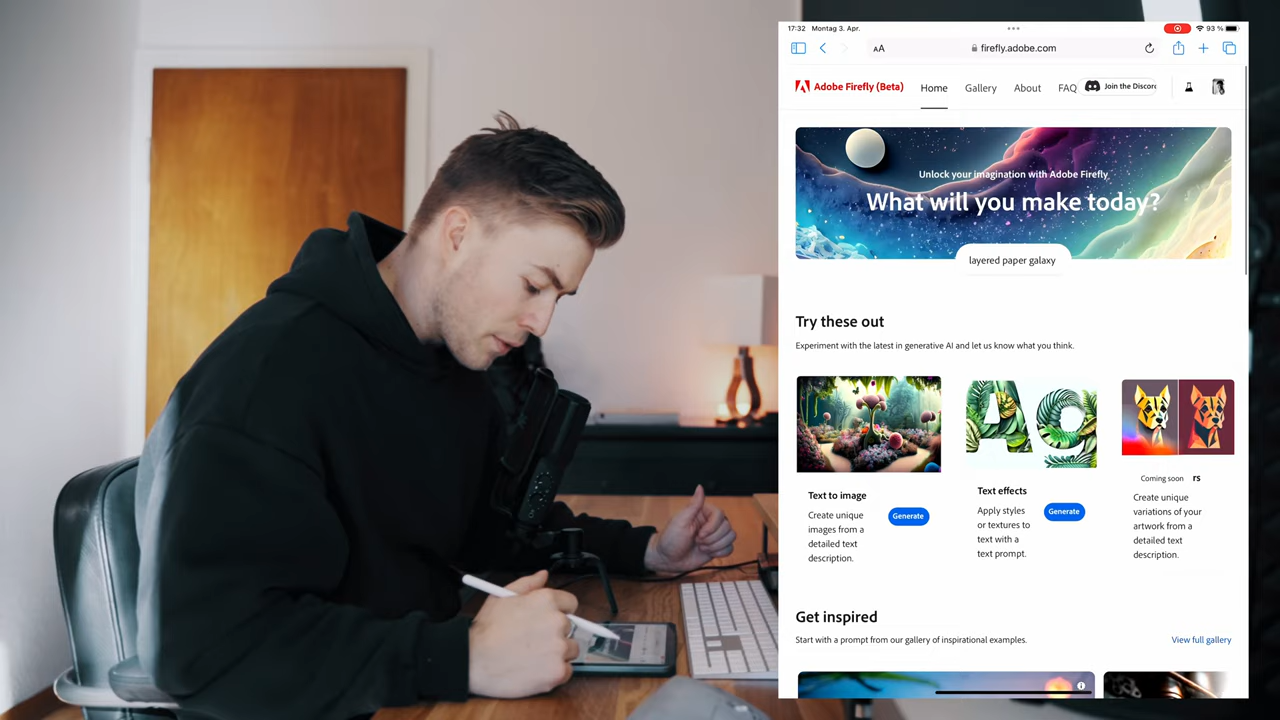 17:32 Montag 3. Apr.
93 %
AA
firefly.adobe.com
Adobe Firefly (Beta)
Home
Gallery
About
FAQ
Join the Discord
Unlock your imagination with Adobe Firefly
What will you make today?
layered paper galaxy
Try these out
Experiment with the latest in generative AI and let us know what you think.
Ag
Text to image
Create unique
images from a
detailed text
description.
Generate
Text effects
Apply styles
or textures to
text with a
text prompt.
Generate
Coming soon rs
Create unique
variations of your
artwork from a
detailed text
description.
Get inspired
Start with a prompt from our gallery of inspirational examples.
View full gallery